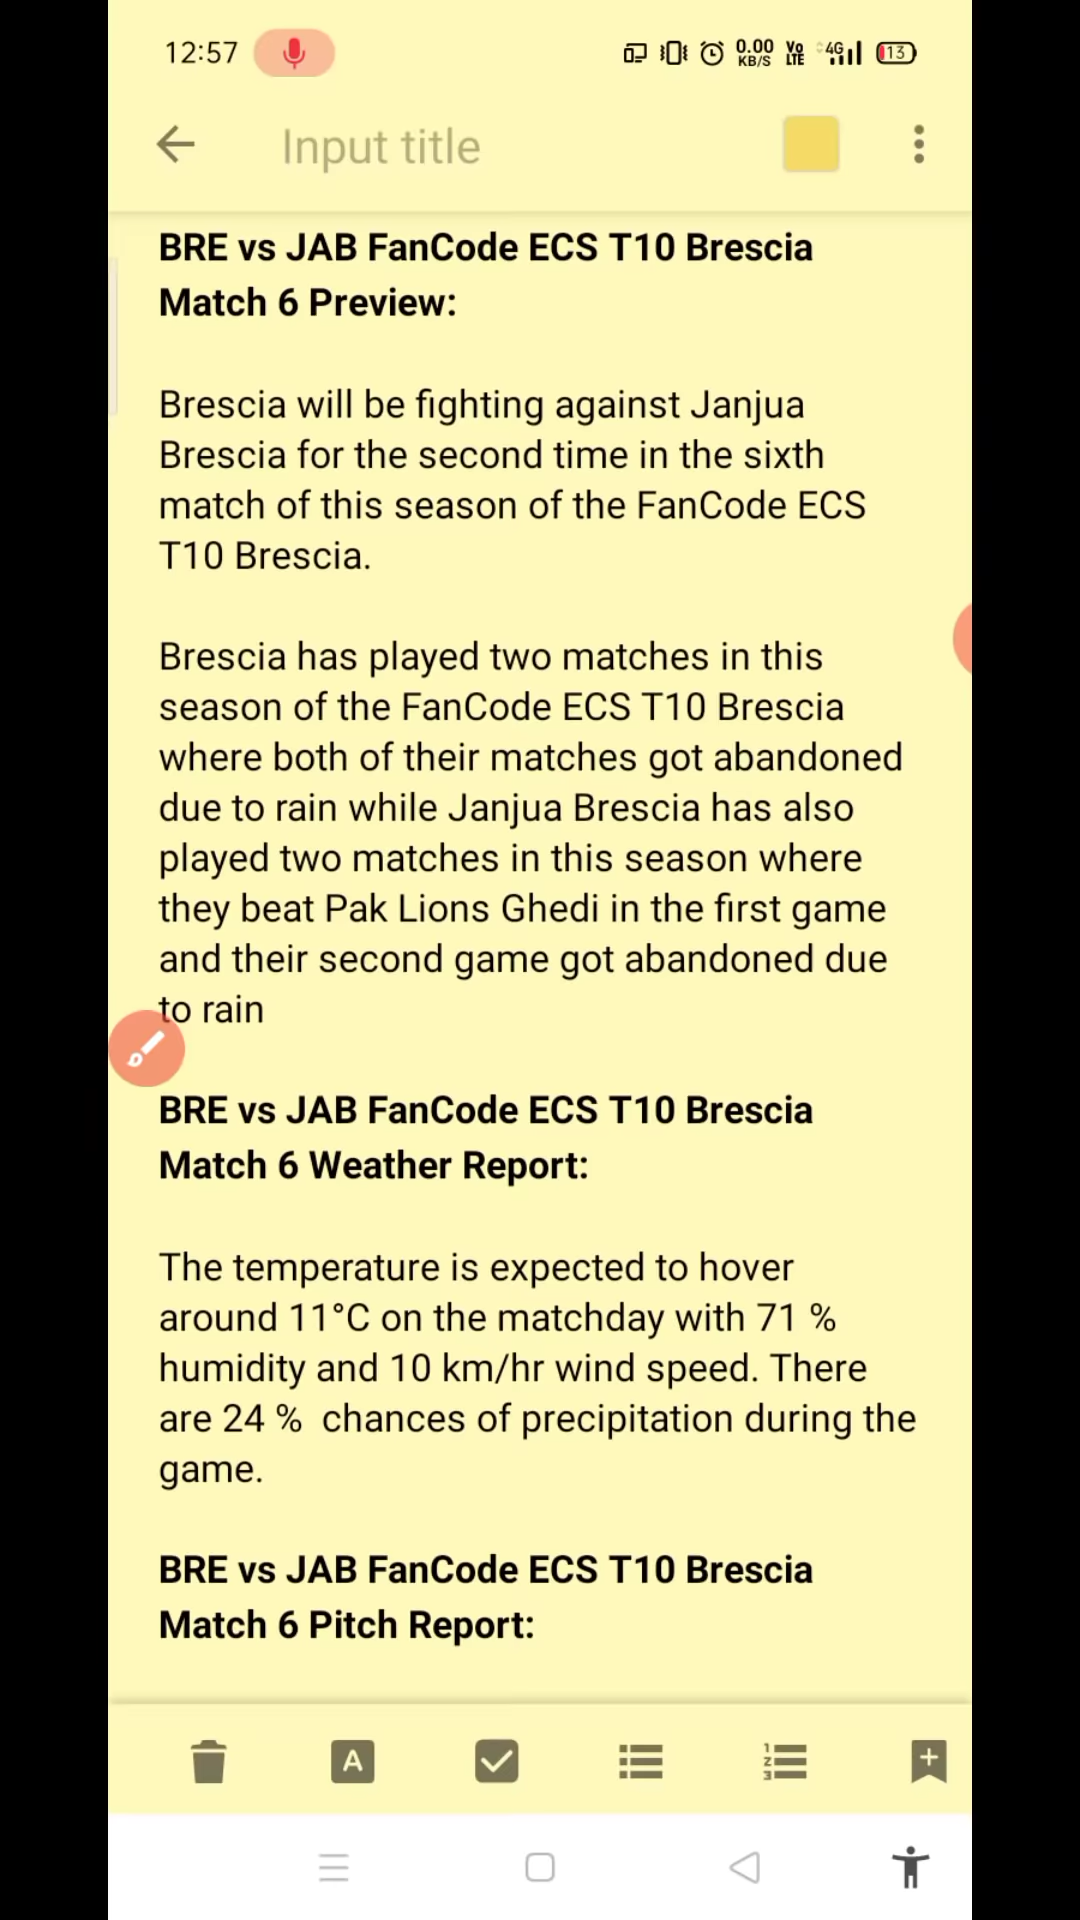 12:57
0.00
KB/S
Vo
LTE
4G
13
Input title
BRE vs JAB FanCode ECS T10 Brescia
Match 6 Preview:
Brescia will be fighting against Janjua
Brescia for the second time in the sixth
match of this season of the FanCode ECS
T10 Brescia.
Brescia has played two matches in this
season of the FanCode ECS T10 Brescia
where both of their matches got abandoned
due to rain while Janjua Brescia has also
played two matches in this season where
they beat Pak Lions Ghedi in the first game
and their second game got abandoned due
to rain
BRE vs JAB FanCode ECS T10 Brescia
Match 6 Weather Report:
The temperature is expected to hover
around 11°C on the matchday with 71 %
humidity and 10 km/hr wind speed. There
are 24 %  chances of precipitation during the
game.
BRE vs JAB FanCode ECS T10 Brescia
Match 6 Pitch Report:
A